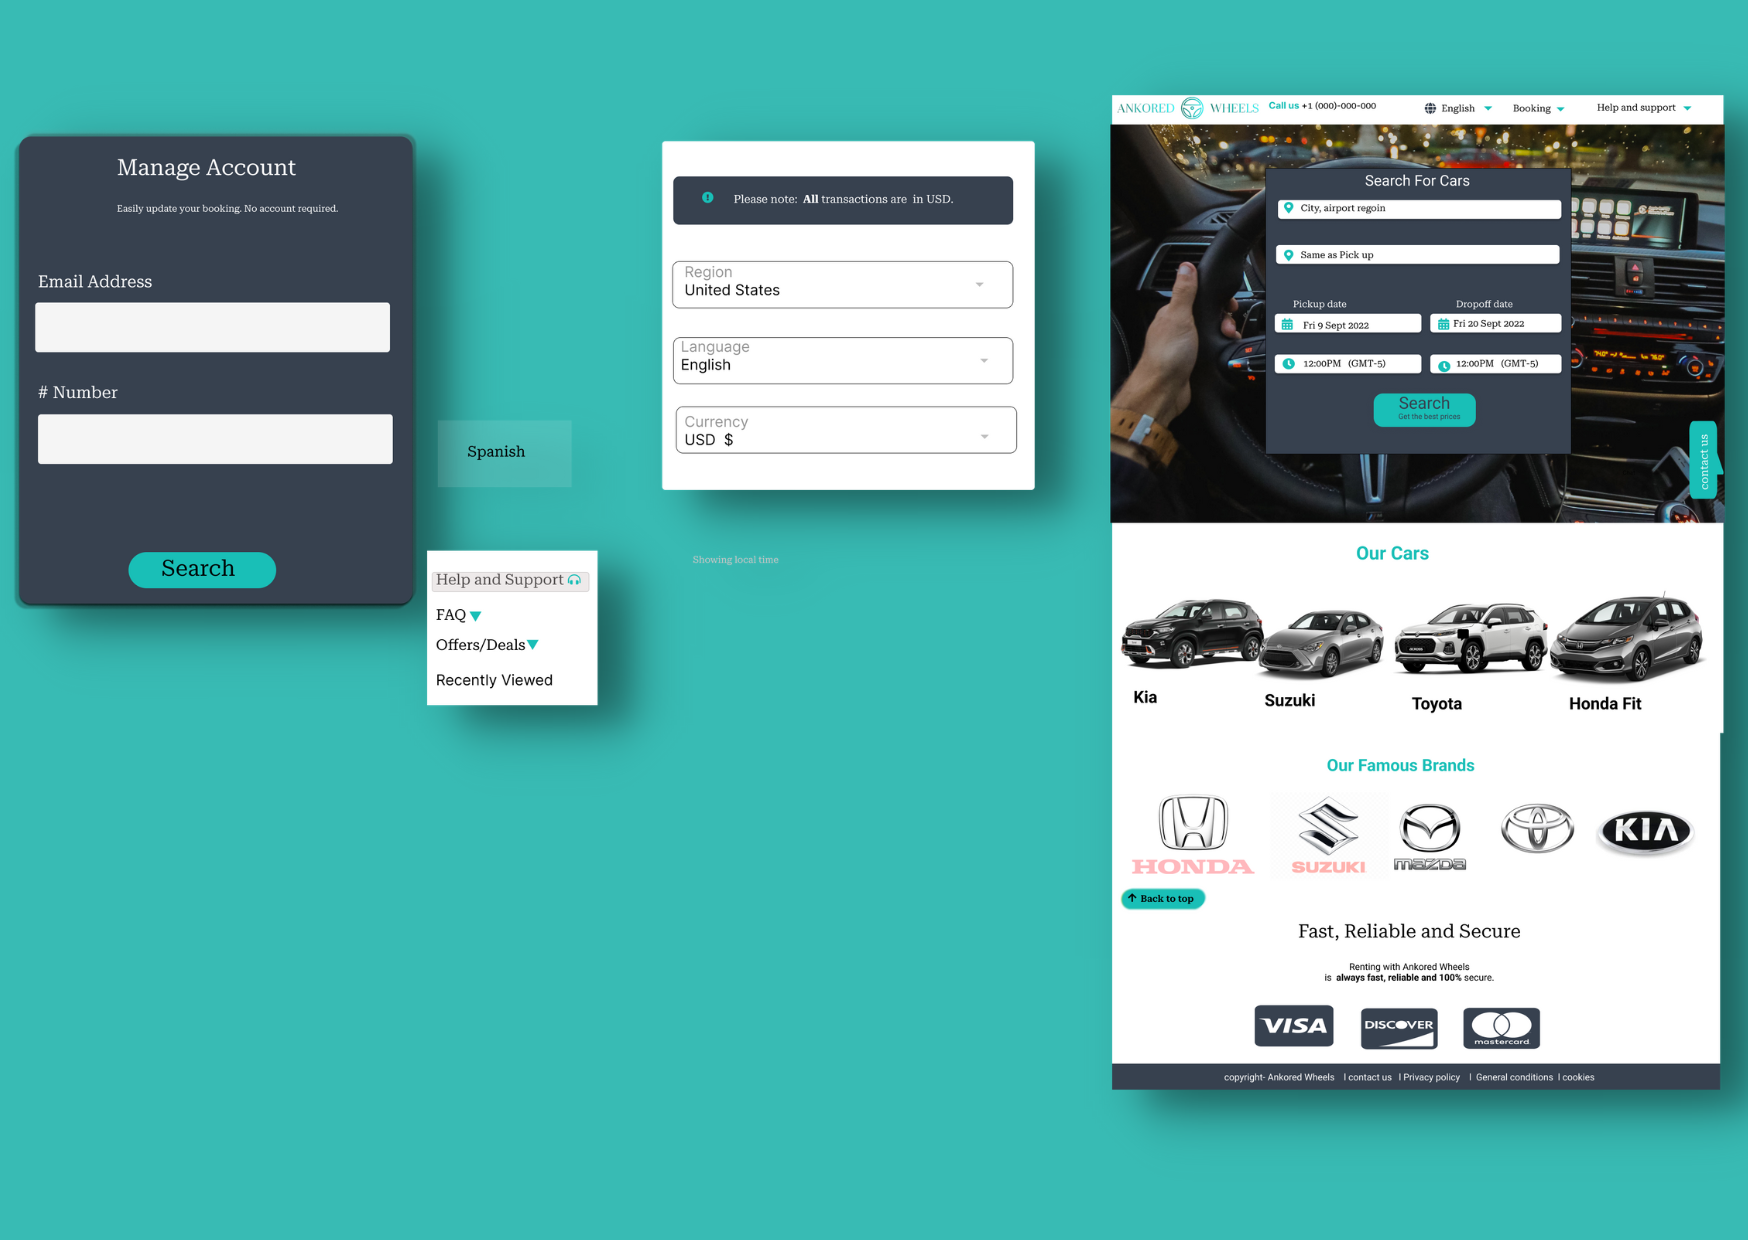 Manage Account
Easily update your booking. No account required.
Email Address
# Number
Search
Spanish
Help and Support
FAQ
Offers/Deals
Recently Viewed
Please note: All transactions are in USD.
Region
United States
Language
English
Currency
USD $
Showing local time
ANKORED WHEELS
Call us +1 (000)-000-000
English
Booking
Help and support
Search For Cars
City, airport regoin
Same as Pick up
Pickup date
Dropoff date
Fri 9 Sept 2022
Fri 20 Sept 2022
12:00PM (GMT-5)
12:00PM (GMT-5)
Search
Get the best prices
contact us
Our Cars
Kia
Suzuki
Toyota
Honda Fit
Our Famous Brands
HONDA
SUZUKI
mazda
KIA
Back to top
Fast, Reliable and Secure
Renting with Ankored Wheels
is always fast, reliable and 100% secure.
VISA
DISCOVER
mastercard
copyright- Ankored Wheels | contact us | Privacy policy | General conditions | cookies